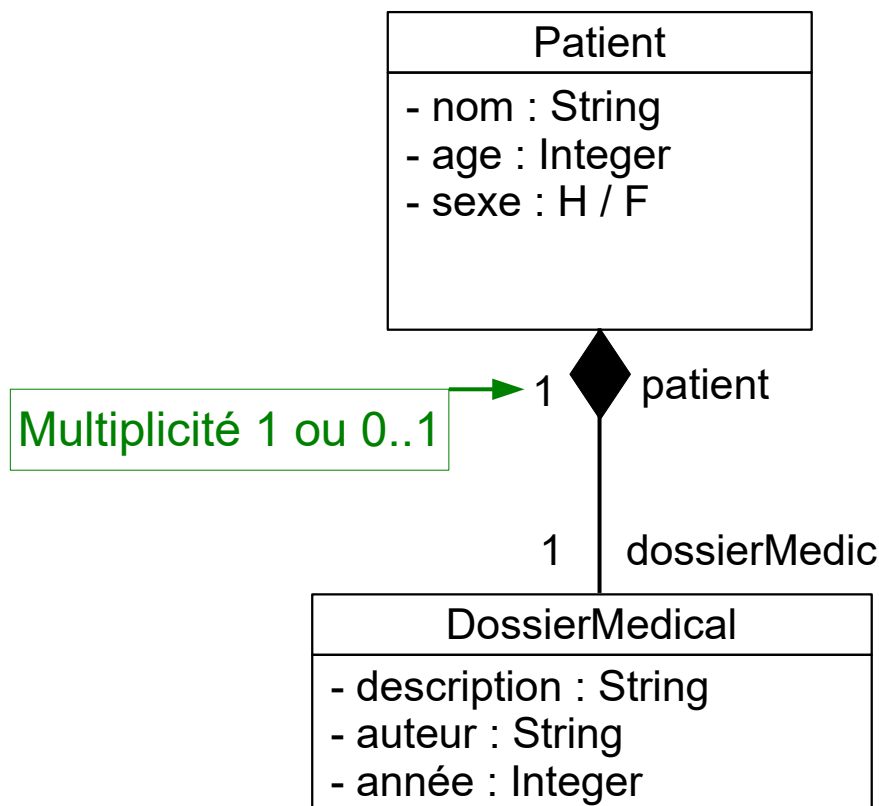 Patient
- nom : String
- age : Integer
- sexe : H / F
1 patient
Multiplicité 1 ou 0..1
1 dossierMedic
DossierMedical
- description : String
- auteur : String
- année : Integer